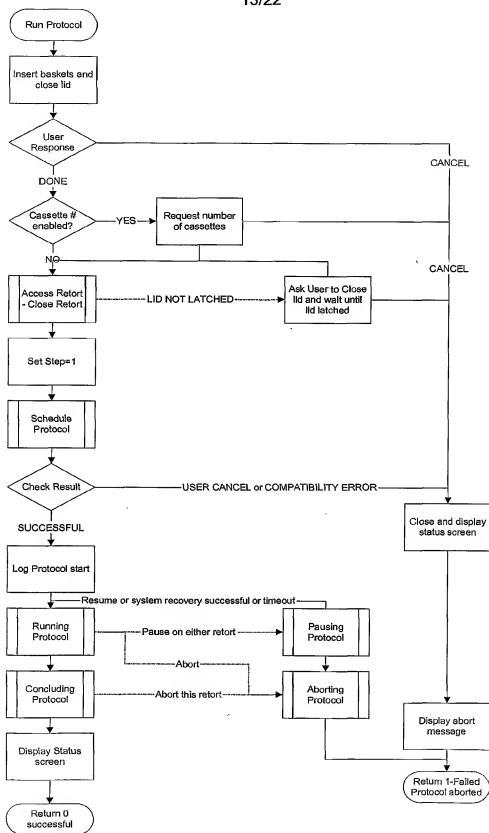 13/22
Run Protocol
Insert baskets and
close lid
User
Response
CANCEL
DONE
Cassette #
enabled?
YES
Request number
of cassettes
NO
CANCEL
Access Retort
- Close Retort
LID NOT LATCHED
Ask User to Close
lid and wait until
lid latched
Set Step=1
Schedule
Protocol
Check Result
USER CANCEL or COMPATIBILITY ERROR
SUCCESSFUL
Close and display
status screen
Log Protocol start
Resume or system recovery successful or timeout
Running
Protocol
Pause on either retort
Pausing
Protocol
Abort
Concluding
Protocol
Abort this retort
Aborting
Protocol
Display Status
screen
Display abort
message
Return 0
successful
Return 1-Failed
Protocol aborted